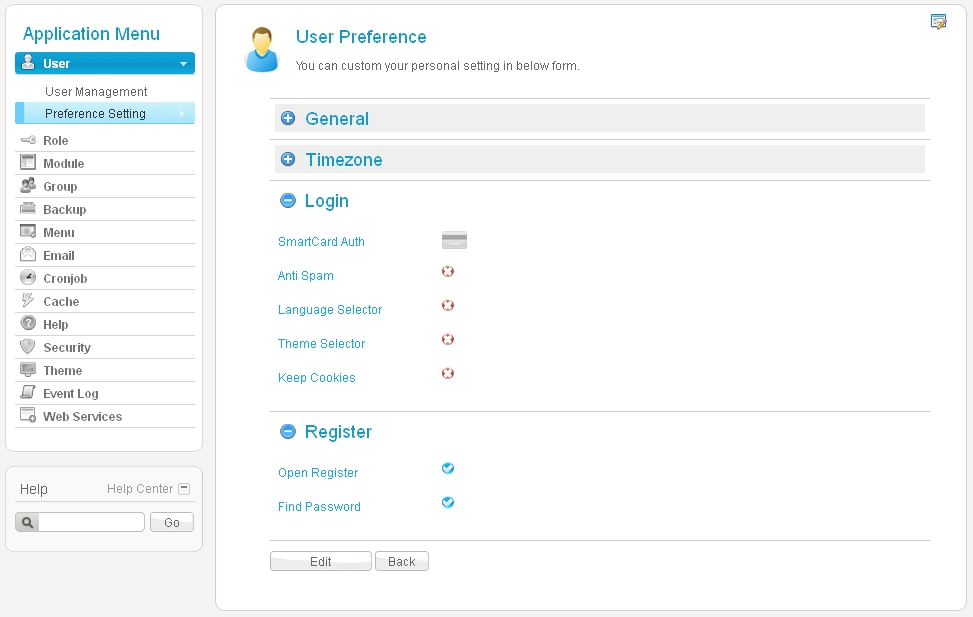 Application Menu
User
User Management
Preference Setting
Role
Module
Group
Backup
Menu
Email
Cronjob
Cache
Help
Security
Theme
Event Log
Web Services
Help
Help Center
Go
User Preference
You can custom your personal setting in below form.
General
Timezone
Login
SmartCard Auth
Anti Spam
Language Selector
Theme Selector
Keep Cookies
Register
Open Register
Find Password
Edit
Back